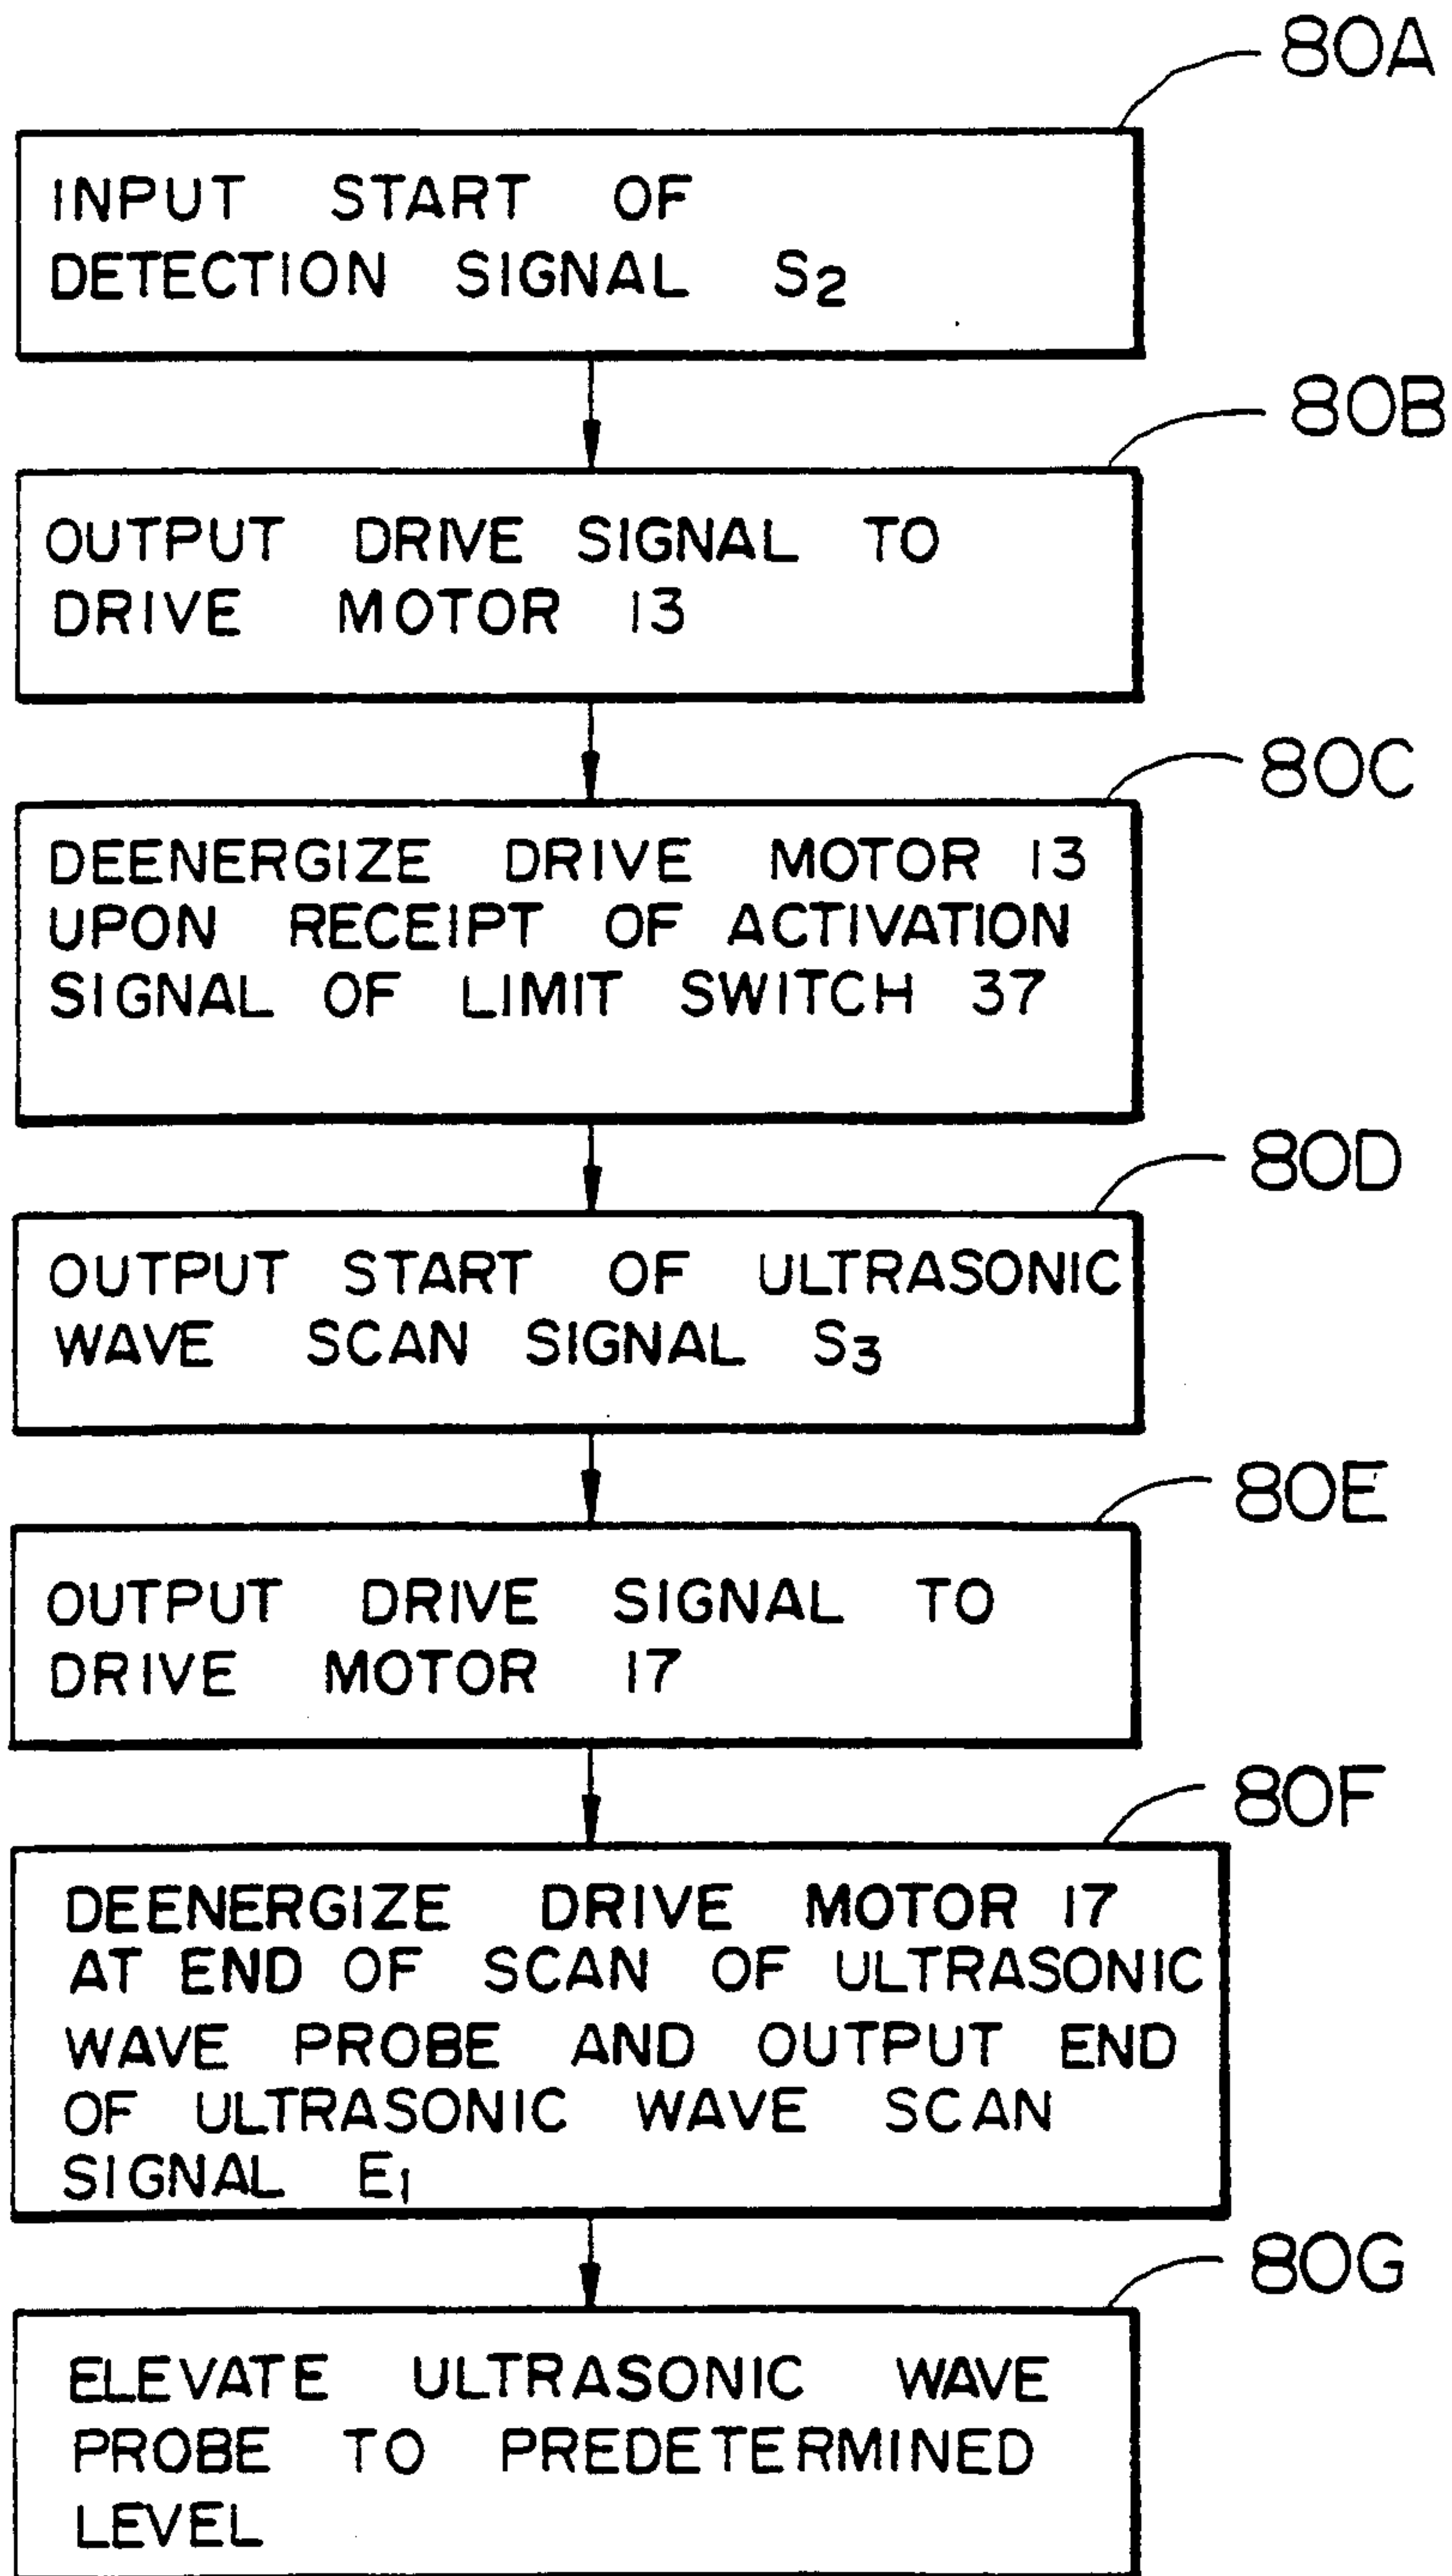 80A
INPUT START OF
DETECTION SIGNAL S2
80B
OUTPUT DRIVE SIGNAL TO
DRIVE MOTOR 13
80C
DEENERGIZE DRIVE MOTOR 13
UPON RECEIPT OF ACTIVATION
SIGNAL OF LIMIT SWITCH 37
80D
OUTPUT START OF ULTRASONIC
WAVE SCAN SIGNAL S3
80E
OUTPUT DRIVE SIGNAL TO
DRIVE MOTOR 17
80F
DEENERGIZE DRIVE MOTOR 17
AT END OF SCAN OF ULTRASONIC
WAVE PROBE AND OUTPUT END
OF ULTRASONIC WAVE SCAN
SIGNAL E1
80G
ELEVATE ULTRASONIC WAVE
PROBE TO PREDETERMINED
LEVEL